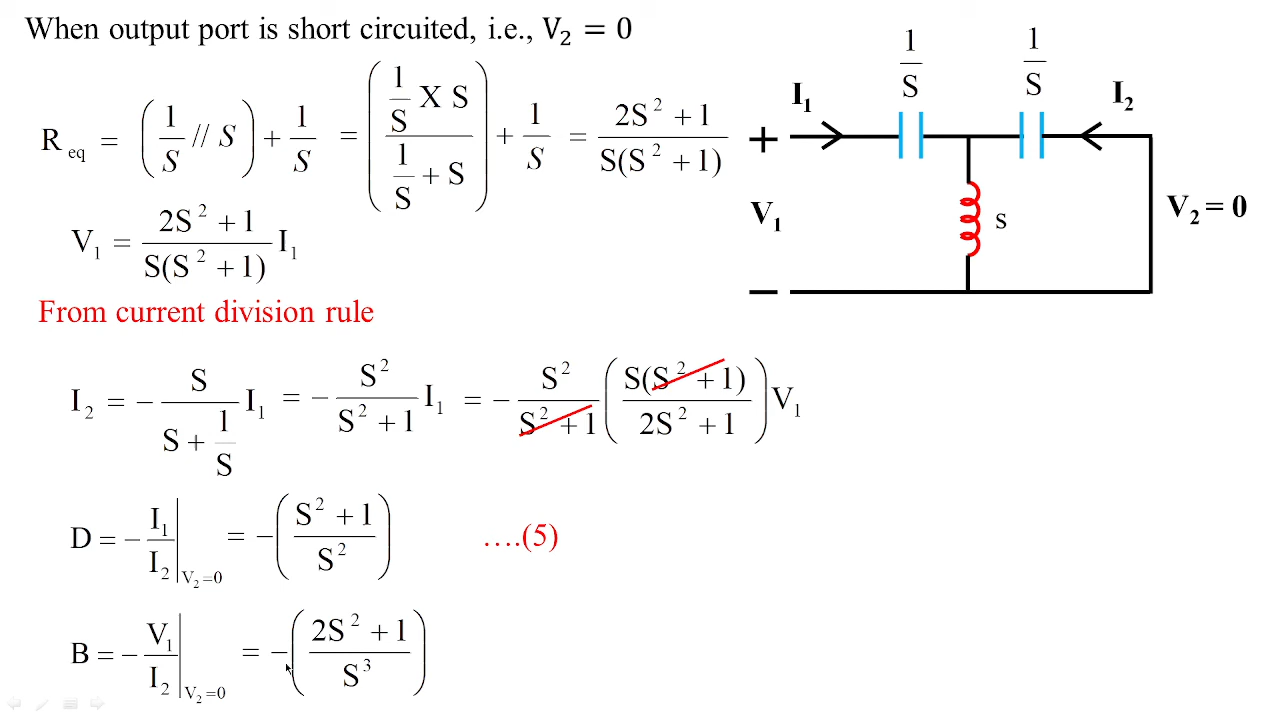 When output port is short circuited, i.e., V₂ = 0
R eq = (1/S // S) + 1/S = ((1/S X S)/(1/S + S)) + 1/S = (2S² + 1)/(S(S² + 1))
V₁ = (2S² + 1)/(S(S² + 1)) I₁
From current division rule
I₂ = − S/(S + 1/S) I₁ = − S²/(S² + 1) I₁ = − S²/(S² + 1) (S(S² + 1)/(2S² + 1)) V₁
D = − I₁/I₂ |V₂=0 = −((S² + 1)/S²) ....(5)
B = − V₁/I₂ |V₂=0 = −((2S² + 1)/S³)
1/S 1/S
I₁ I₂
+
V₁ s V₂ = 0
−